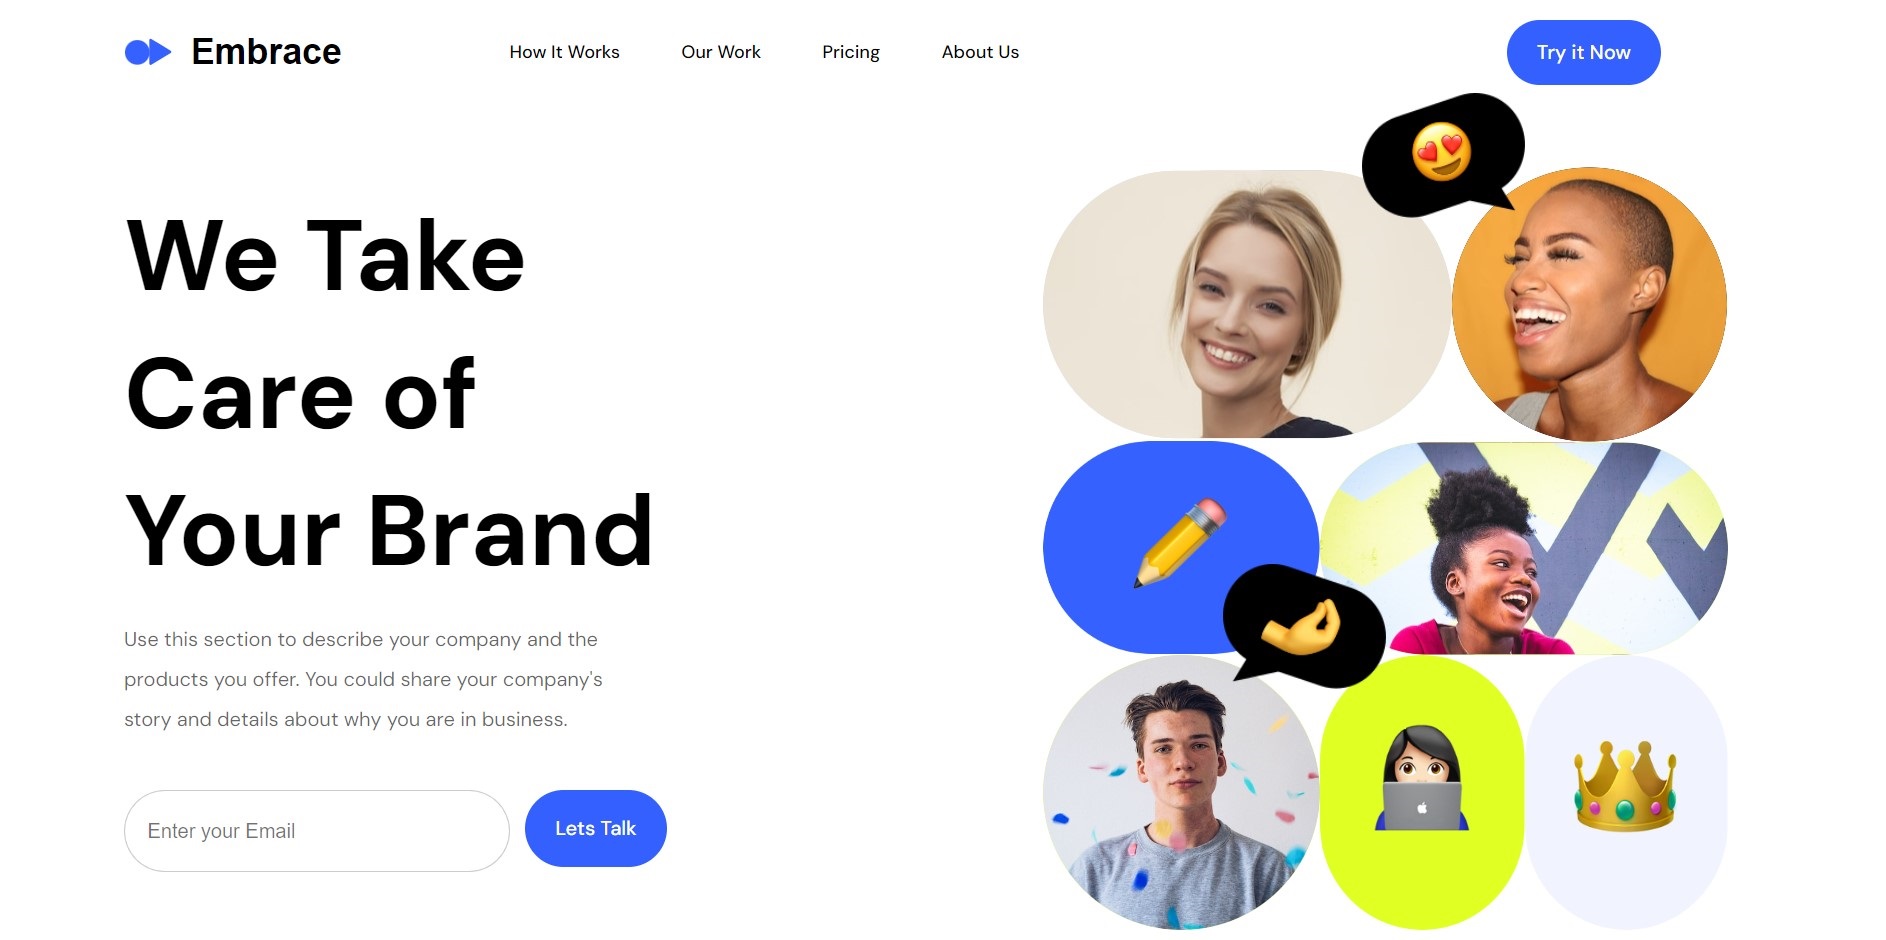 Embrace
How It Works
Our Work
Pricing
About Us
Try it Now
We Take
Care of
Your Brand
Use this section to describe your company and the
products you offer. You could share your company's
story and details about why you are in business.
Enter your Email
Lets Talk